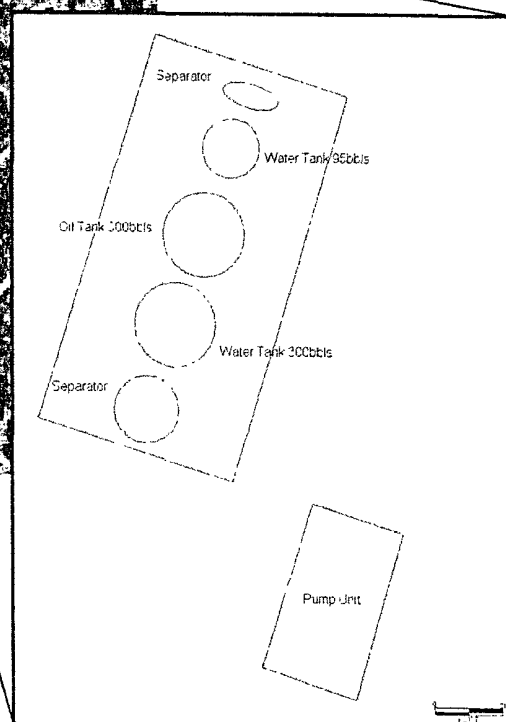 Separator
Water Tank 95bbls
Oil Tank 300bbls
Water Tank 300bbls
Separator
Pump Unit